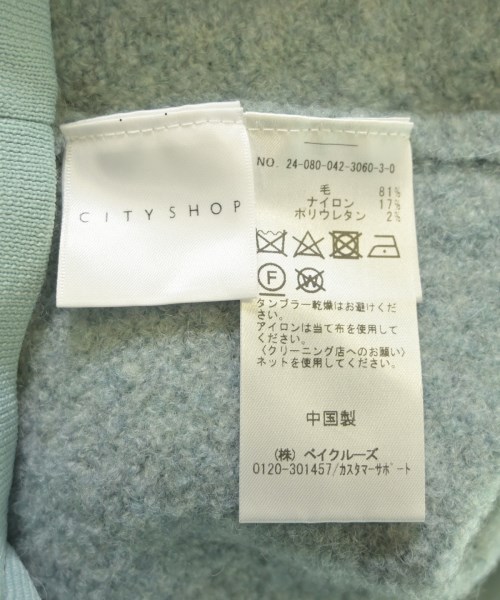 CITYSHOP
NO. 24-080-042-3060-3-0
毛 81%
ナイロン 17%
ポリウレタン 2%
タンブラー乾燥はお避けくだ
さい。
アイロンは当て布を使用して
ください。
〈クリーニング店へのお願い〉
ネットを使用してください。
中国製
(株) ベイクルーズ
0120-301457/カスタマーサポート